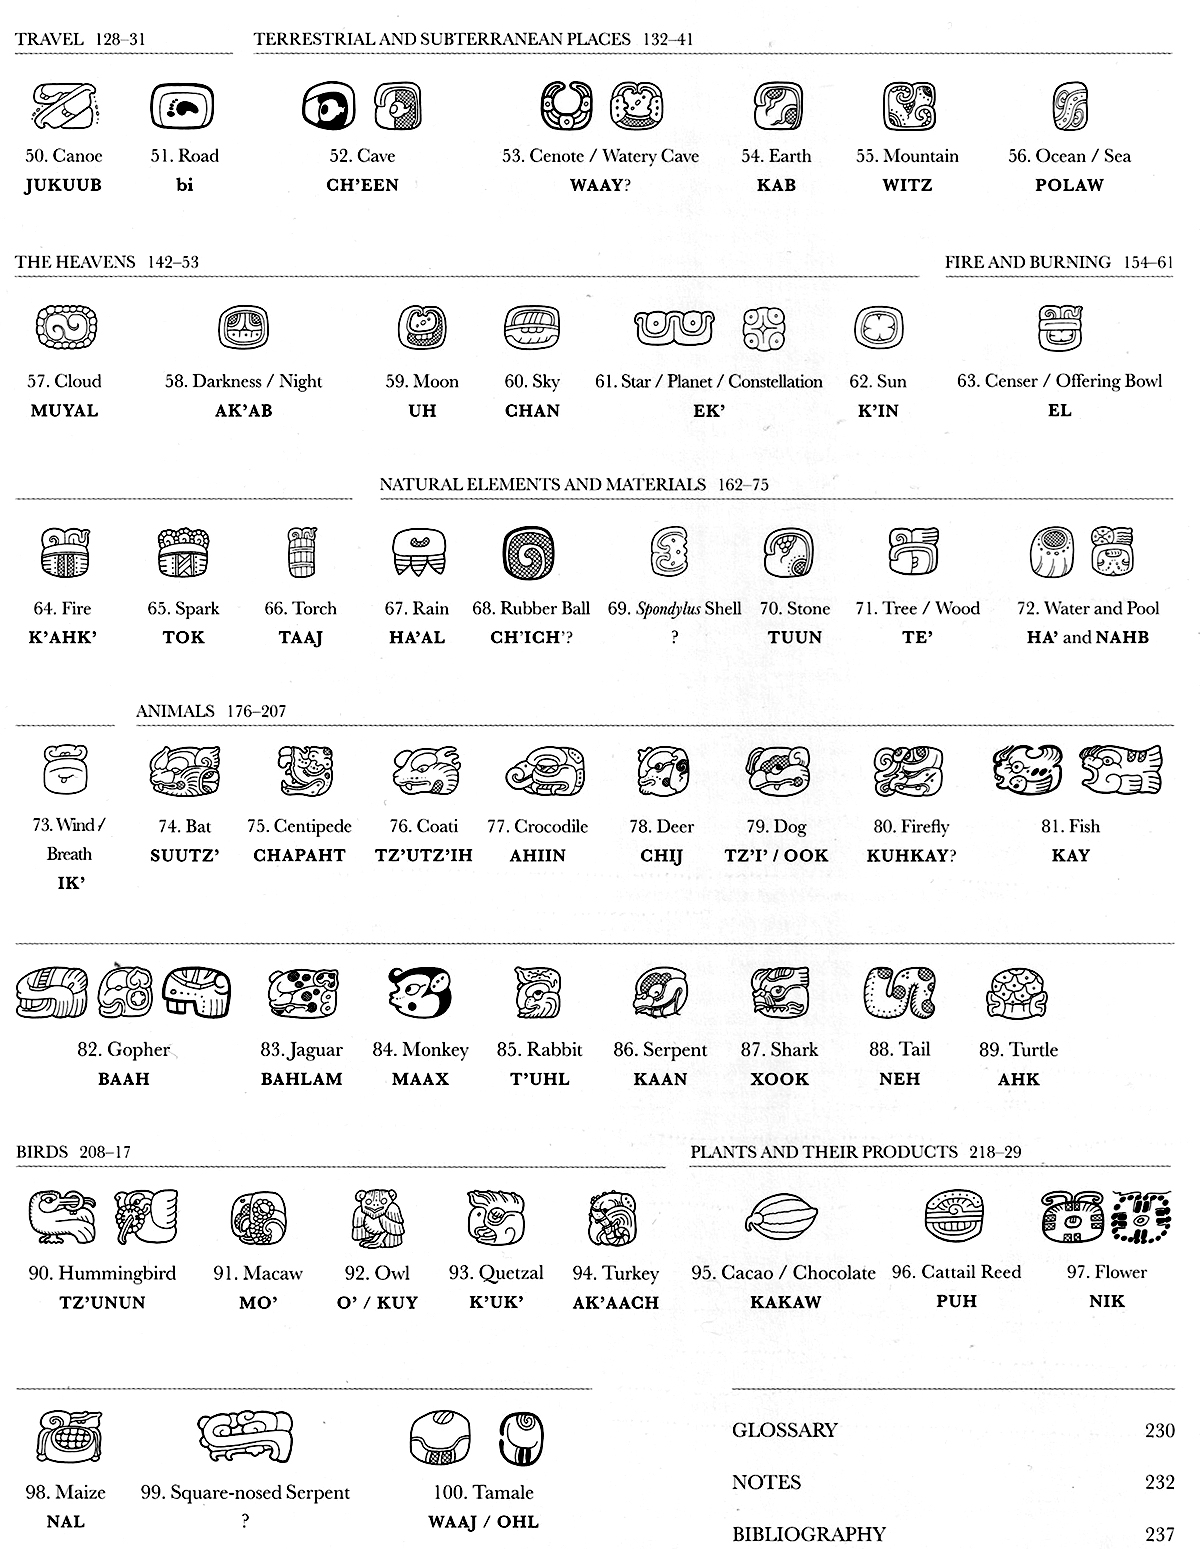 TRAVEL 128–31
TERRESTRIAL AND SUBTERRANEAN PLACES 132–41
50. Canoe 51. Road 52. Cave 53. Cenote / Watery Cave 54. Earth 55. Mountain 56. Ocean / Sea
JUKUUB bi CH’EEN WAAY? KAB WITZ POLAW
THE HEAVENS 142–53
FIRE AND BURNING 154–61
57. Cloud 58. Darkness / Night 59. Moon 60. Sky 61. Star / Planet / Constellation 62. Sun 63. Censer / Offering Bowl
MUYAL AK’AB UH CHAN EK’ K’IN EL
NATURAL ELEMENTS AND MATERIALS 162–75
64. Fire 65. Spark 66. Torch 67. Rain 68. Rubber Ball 69. Spondylus Shell 70. Stone 71. Tree / Wood 72. Water and Pool
K’AHK’ TOK TAAJ HA’AL CH’ICH’? ? TUUN TE’ HA’ and NAHB
ANIMALS 176–207
73. Wind / 74. Bat 75. Centipede 76. Coati 77. Crocodile 78. Deer 79. Dog 80. Firefly 81. Fish
Breath SUUTZ’ CHAPAHT TZ’UTZ’IH AHIIN CHIJ TZ’I’ / OOK KUHKAY? KAY
IK’
82. Gopher 83. Jaguar 84. Monkey 85. Rabbit 86. Serpent 87. Shark 88. Tail 89. Turtle
BAAH BAHLAM MAAX T’UHL KAAN XOOK NEH AHK
BIRDS 208–17
PLANTS AND THEIR PRODUCTS 218–29
90. Hummingbird 91. Macaw 92. Owl 93. Quetzal 94. Turkey 95. Cacao / Chocolate 96. Cattail Reed 97. Flower
TZ’UNUN MO’ O’ / KUY K’UK’ AK’AACH KAKAW PUH NIK
98. Maize 99. Square-nosed Serpent 100. Tamale
NAL ? WAAJ / OHL
GLOSSARY 230
NOTES 232
BIBLIOGRAPHY 237